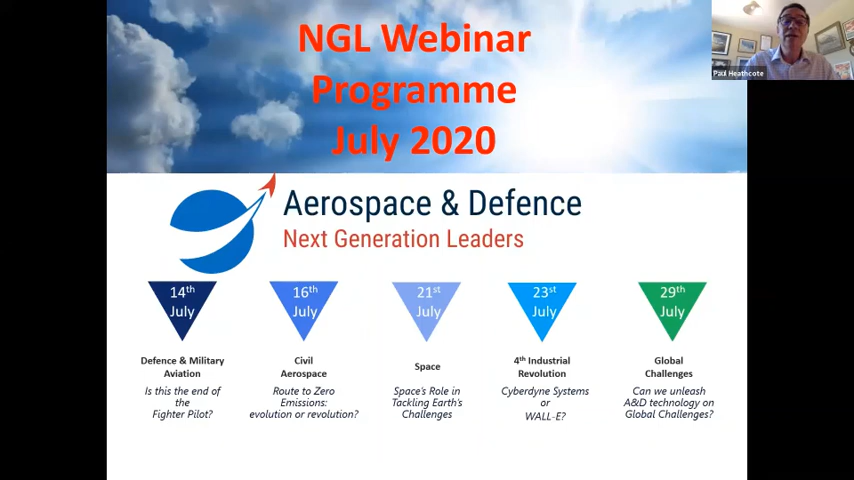 NGL Webinar
Programme
July 2020
Paul Heathcote
Aerospace & Defence
Next Generation Leaders
14th
July
16th
July
21st
July
23rd
July
29th
July
Defence & Military
Aviation
Is this the end of
the
Fighter Pilot?
Civil
Aerospace
Route to Zero
Emissions:
evolution or revolution?
Space
Space's Role in
Tackling Earth's
Challenges
4th Industrial
Revolution
Cyberdyne Systems
or
WALL-E?
Global
Challenges
Can we unleash
A&D technology on
Global Challenges?